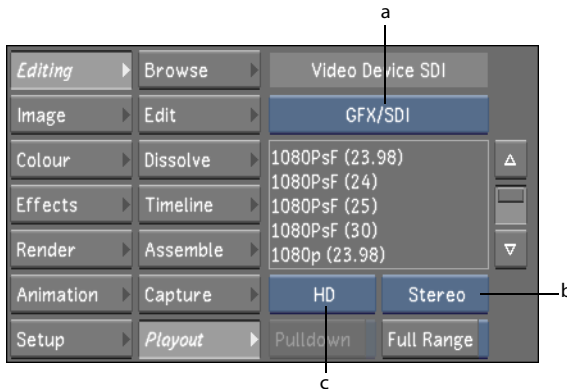 a
Editing Browse Video Device SDI
Image Edit GFX/SDI
Colour Dissolve 1080PsF (23.98)
1080PsF (24)
Effects Timeline 1080PsF (25)
1080PsF (30)
Render Assemble 1080p (23.98)
Animation Capture HD Stereo b
Setup Playout Pulldown Full Range
c